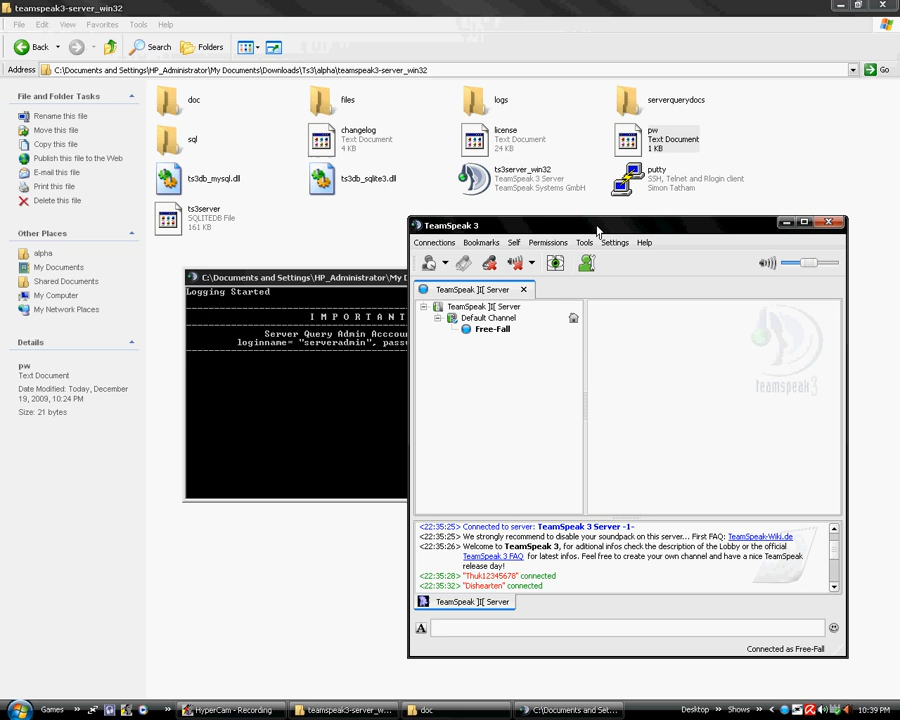 teamspeak3-server_win32
File Edit View Favorites Tools Help
Back Search Folders
Address C:\Documents and Settings\HP_Administrator\My Documents\Downloads\Ts3\alpha\teamspeak3-server_win32 Go
File and Folder Tasks
Rename this file
Move this file
Copy this file
Publish this file to the Web
E-mail this file
Print this file
Delete this file
Other Places
alpha
My Documents
Shared Documents
My Computer
My Network Places
Details
pw
Text Document
Date Modified: Today, December
19, 2009, 10:24 PM
Size: 21 bytes
doc
files
logs
serverquerydocs
sql
changelog
Text Document
4 KB
license
Text Document
24 KB
pw
Text Document
1 KB
ts3db_mysql.dll
ts3db_sqlite3.dll
ts3server_win32
TeamSpeak 3 Server
TeamSpeak Systems GmbH
putty
SSH, Telnet and Rlogin client
Simon Tatham
ts3server
SQLITEDB File
161 KB
C:\Documents and Settings\HP_Administrator\My D
Logging Started
I M P O R T A N T
Server Query Admin Acccou
loginname= "serveradmin", passw
TeamSpeak 3
Connections Bookmarks Self Permissions Tools Settings Help
TeamSpeak ]I[ Server
TeamSpeak ]I[ Server
Default Channel
Free-Fall
teamspeak3
<22:35:25> Connected to server: TeamSpeak 3 Server -1-
<22:35:25> We strongly recommend to disable your soundpack on this server... First FAQ: TeamSpeak-Wiki.de
<22:35:26> Welcome to TeamSpeak 3, for aditional infos check the description of the Lobby or the official
TeamSpeak 3 FAQ for latest infos. Feel free to create your own channel and have a nice TeamSpeak
release day!
<22:35:28> "Thuk12345678" connected
<22:35:32> "Dishearten" connected
TeamSpeak ]I[ Server
A
Connected as Free-Fall
Games » » HyperCam - Recording teamspeak3-server_w... doc C:\Documents and Set... Desktop » Shows » 10:39 PM